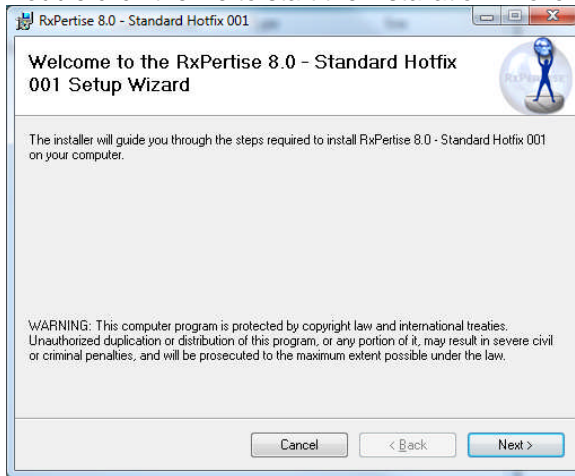 RxPertise 8.0 - Standard Hotfix 001
Welcome to the RxPertise 8.0 - Standard Hotfix
001 Setup Wizard
The installer will guide you through the steps required to install RxPertise 8.0 - Standard Hotfix 001
on your computer.
WARNING: This computer program is protected by copyright law and international treaties.
Unauthorized duplication or distribution of this program, or any portion of it, may result in severe civil
or criminal penalties, and will be prosecuted to the maximum extent possible under the law.
Cancel
< Back
Next >